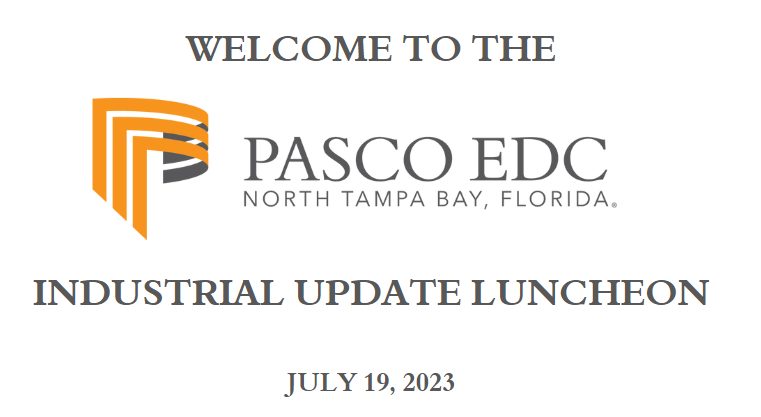 WELCOME TO THE
PASCO EDC
NORTH TAMPA BAY, FLORIDA.®
INDUSTRIAL UPDATE LUNCHEON
JULY 19, 2023